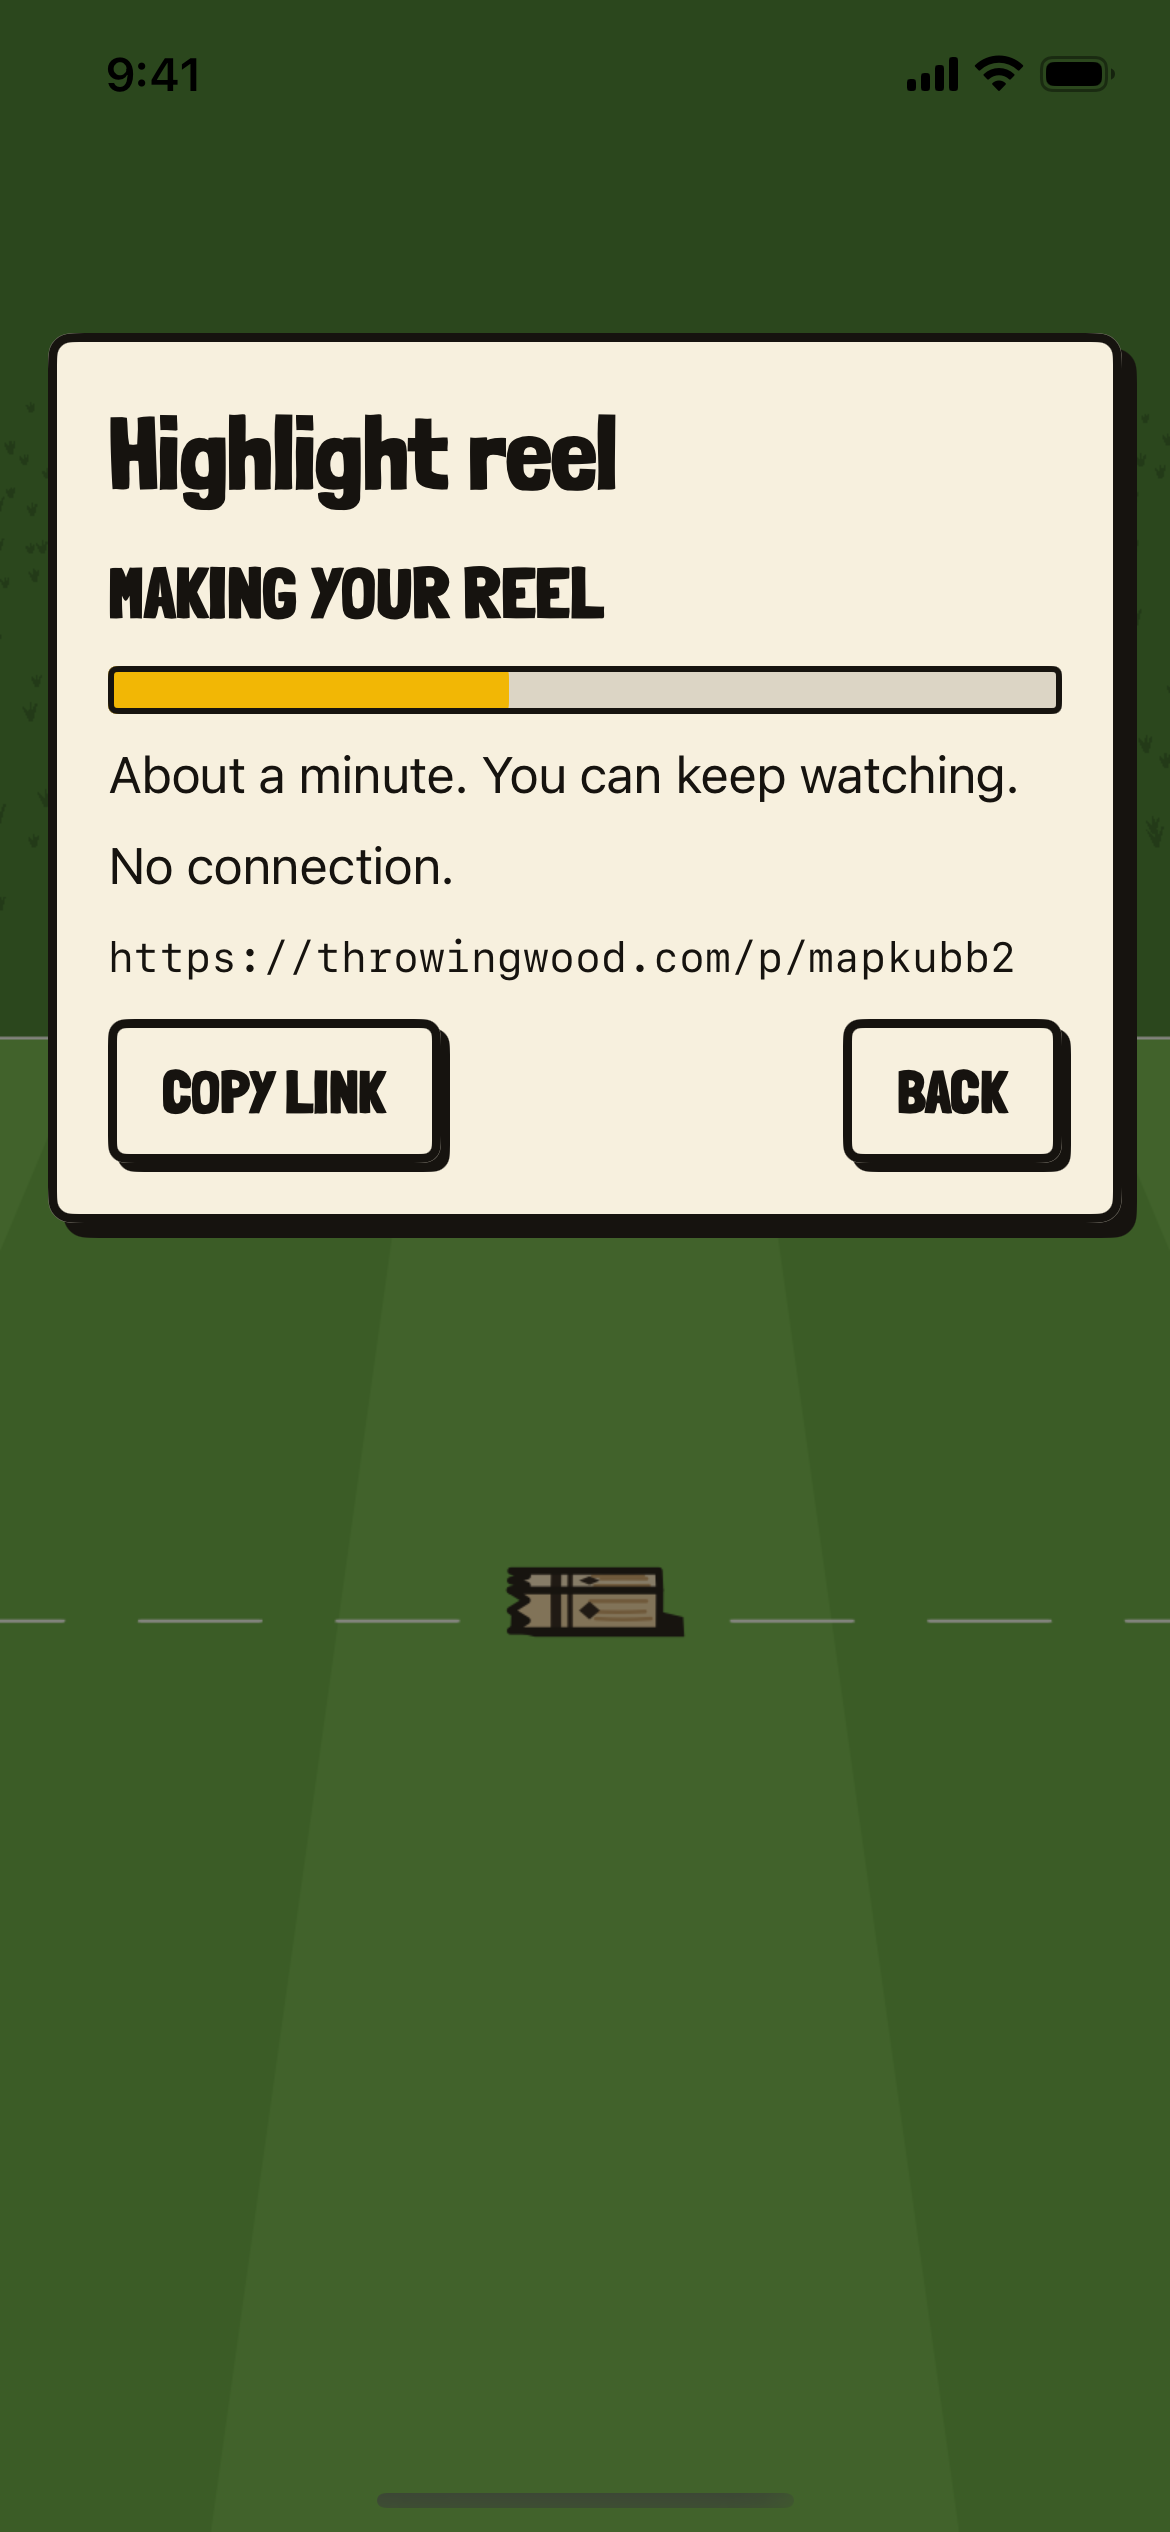 9:41
Highlight reel
MAKING YOUR REEL
About a minute. You can keep watching.
No connection.
https://throwingwood.com/p/mapkubb2
COPY LINK
BACK